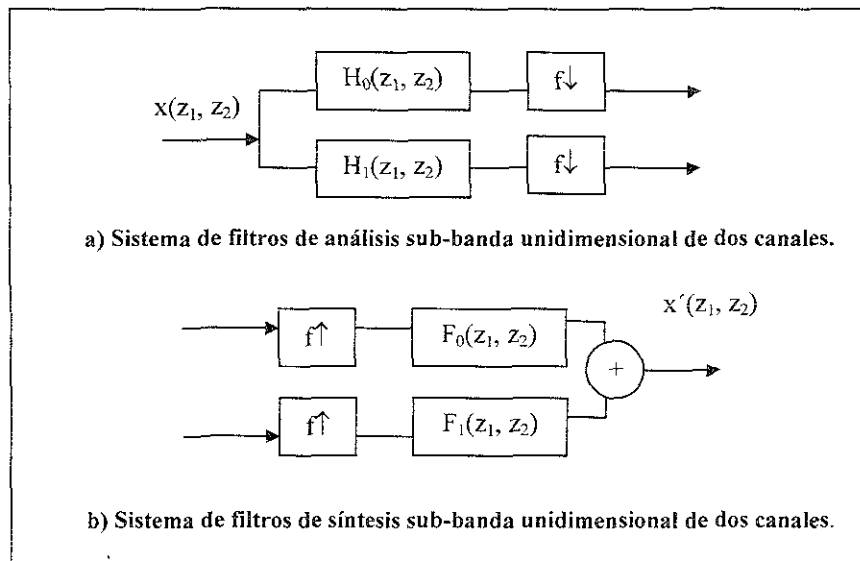 H₀(z₁, z₂)
f↓
x(z₁, z₂)
H₁(z₁, z₂)
f↓
a) Sistema de filtros de análisis sub-banda unidimensional de dos canales.
x´(z₁, z₂)
f↑
F₀(z₁, z₂)
+
f↑
F₁(z₁, z₂)
b) Sistema de filtros de síntesis sub-banda unidimensional de dos canales.